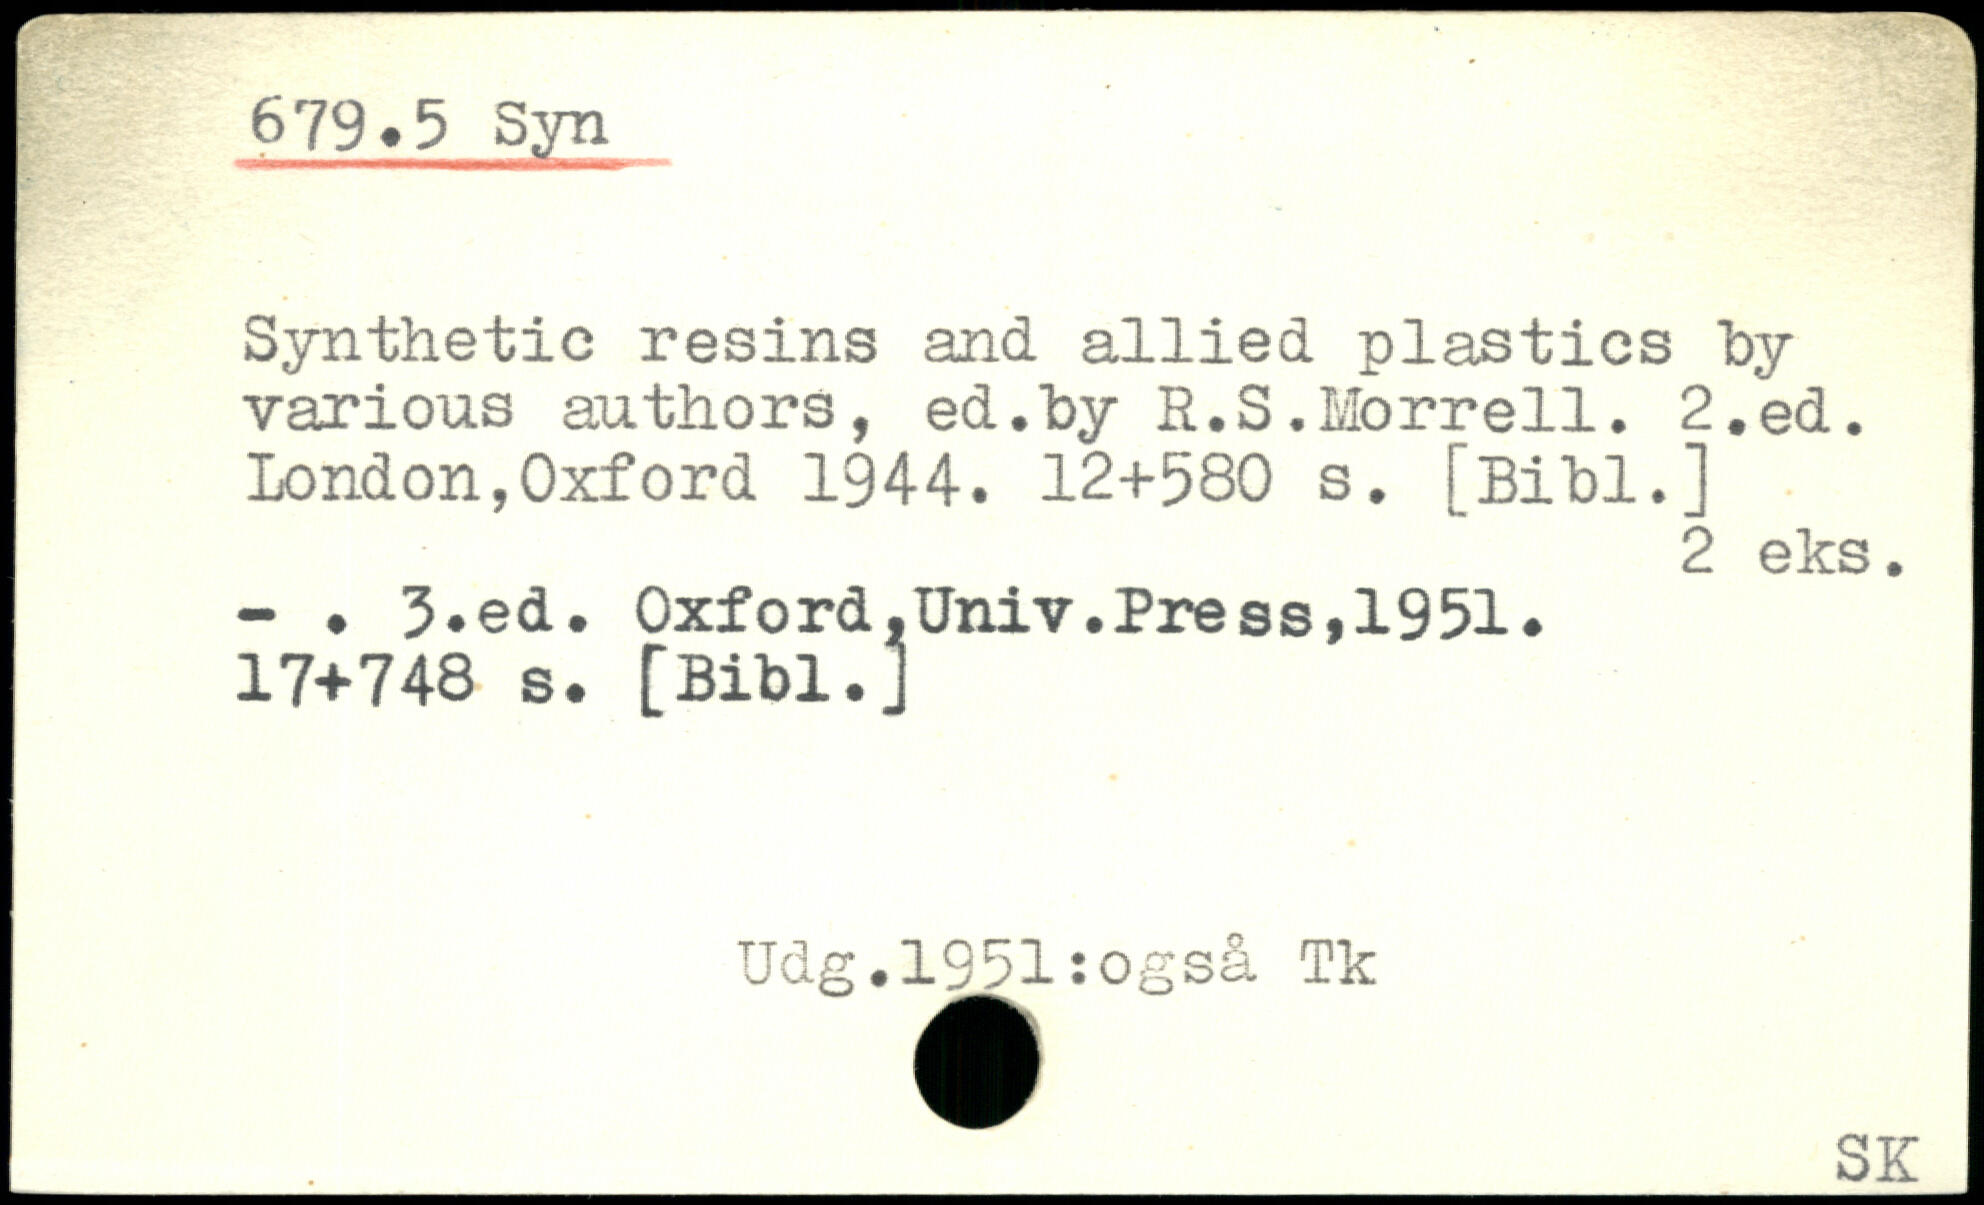 679.5 Syn
Synthetic resins and allied plastics by
various authors, ed.by R.S.Morrell. 2.ed.
London,Oxford 1944. 12+580 s. [Bibl.]
2 eks.
- . 3.ed. Oxford,Univ.Press,1951.
17+748 s. [Bibl.]
Udg.1951:også Tk
SK